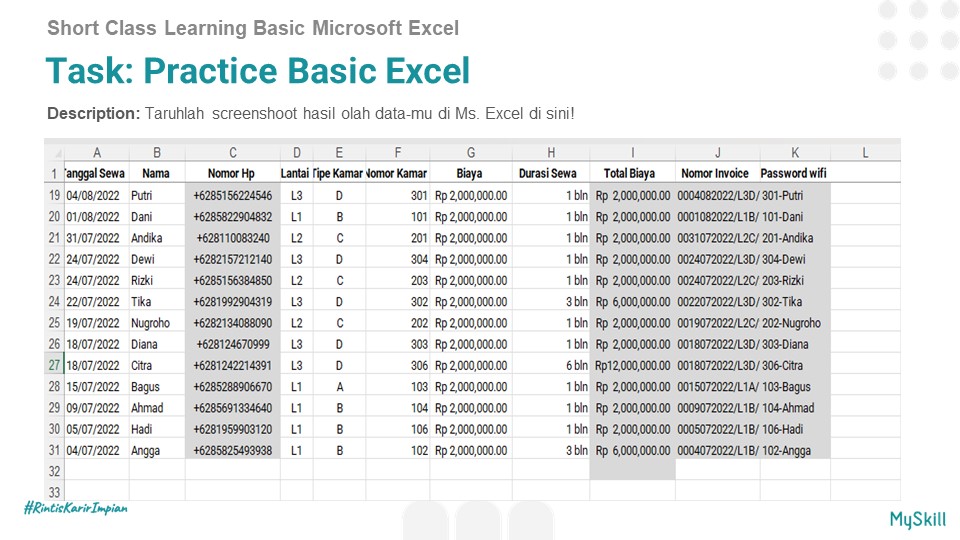 Short Class Learning Basic Microsoft Excel
Task: Practice Basic Excel
Description: Taruhlah screenshoot hasil olah data-mu di Ms. Excel di sini!
A B C D E F G H I J K L
1 anggal Sewa Nama Nomor Hp Lantai Tipe Kamar Nomor Kamar Biaya Durasi Sewa Total Biaya Nomor Invoice Password wifi
19 04/08/2022 Putri +6285156224546 L3 D 301 Rp 2,000,000.00 1 bln Rp 2,000,000.00 0004082022/L3D/ 301-Putri
20 01/08/2022 Dani +6285822904832 L1 B 101 Rp 2,000,000.00 1 bln Rp 2,000,000.00 0001082022/L1B/ 101-Dani
21 31/07/2022 Andika +628110083240 L2 C 201 Rp 2,000,000.00 1 bln Rp 2,000,000.00 0031072022/L2C/ 201-Andika
22 24/07/2022 Dewi +6282157212140 L3 D 304 Rp 2,000,000.00 1 bln Rp 2,000,000.00 0024072022/L3D/ 304-Dewi
23 24/07/2022 Rizki +6285156384850 L2 C 203 Rp 2,000,000.00 1 bln Rp 2,000,000.00 0024072022/L2C/ 203-Rizki
24 22/07/2022 Tika +6281992904319 L3 D 302 Rp 2,000,000.00 3 bln Rp 6,000,000.00 0022072022/L3D/ 302-Tika
25 19/07/2022 Nugroho +6282134088090 L2 C 202 Rp 2,000,000.00 1 bln Rp 2,000,000.00 0019072022/L2C/ 202-Nugroho
26 18/07/2022 Diana +628124670999 L3 D 303 Rp 2,000,000.00 1 bln Rp 2,000,000.00 0018072022/L3D/ 303-Diana
27 18/07/2022 Citra +6281242214391 L3 D 306 Rp 2,000,000.00 6 bln Rp12,000,000.00 0018072022/L3D/ 306-Citra
28 15/07/2022 Bagus +6285288906670 L1 A 103 Rp 2,000,000.00 1 bln Rp 2,000,000.00 0015072022/L1A/ 103-Bagus
29 09/07/2022 Ahmad +6285691334640 L1 B 104 Rp 2,000,000.00 1 bln Rp 2,000,000.00 0009072022/L1B/ 104-Ahmad
30 05/07/2022 Hadi +6281959903120 L1 B 106 Rp 2,000,000.00 1 bln Rp 2,000,000.00 0005072022/L1B/ 106-Hadi
31 04/07/2022 Angga +6285825493938 L1 B 102 Rp 2,000,000.00 3 bln Rp 6,000,000.00 0004072022/L1B/ 102-Angga
32
33
#RintisKarirImpian
MySkill